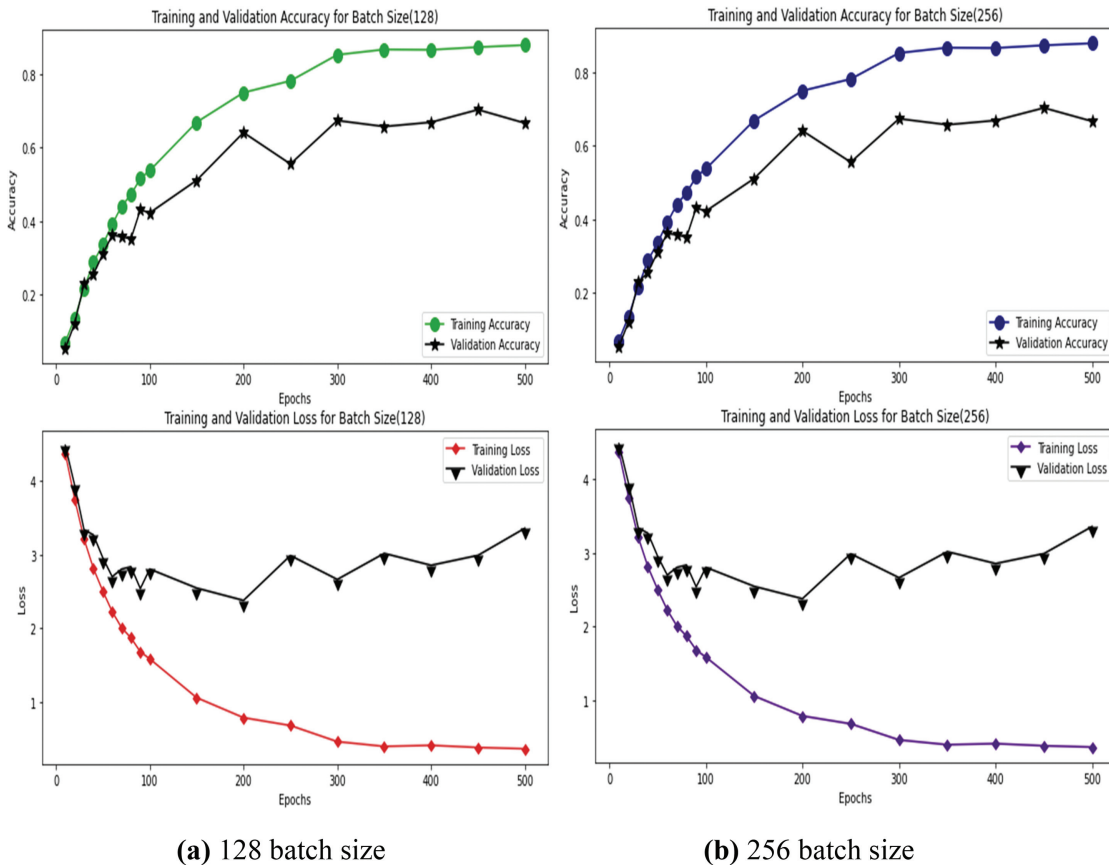 Training and Validation Accuracy for Batch Size(128)
Accuracy
0.8
0.6
0.4
0.2
Training Accuracy
Validation Accuracy
0 100 200 300 400 500
Epochs
Training and Validation Accuracy for Batch Size(256)
Accuracy
0.8
0.6
0.4
0.2
Training Accuracy
Validation Accuracy
0 100 200 300 400 500
Epochs
Training and Validation Loss for Batch Size(128)
Loss
4
3
2
1
Training Loss
Validation Loss
0 100 200 300 400 500
Epochs
Training and Validation Loss for Batch Size(256)
Loss
4
3
2
1
Training Loss
Validation Loss
0 100 200 300 400 500
Epochs
(a) 128 batch size
(b) 256 batch size